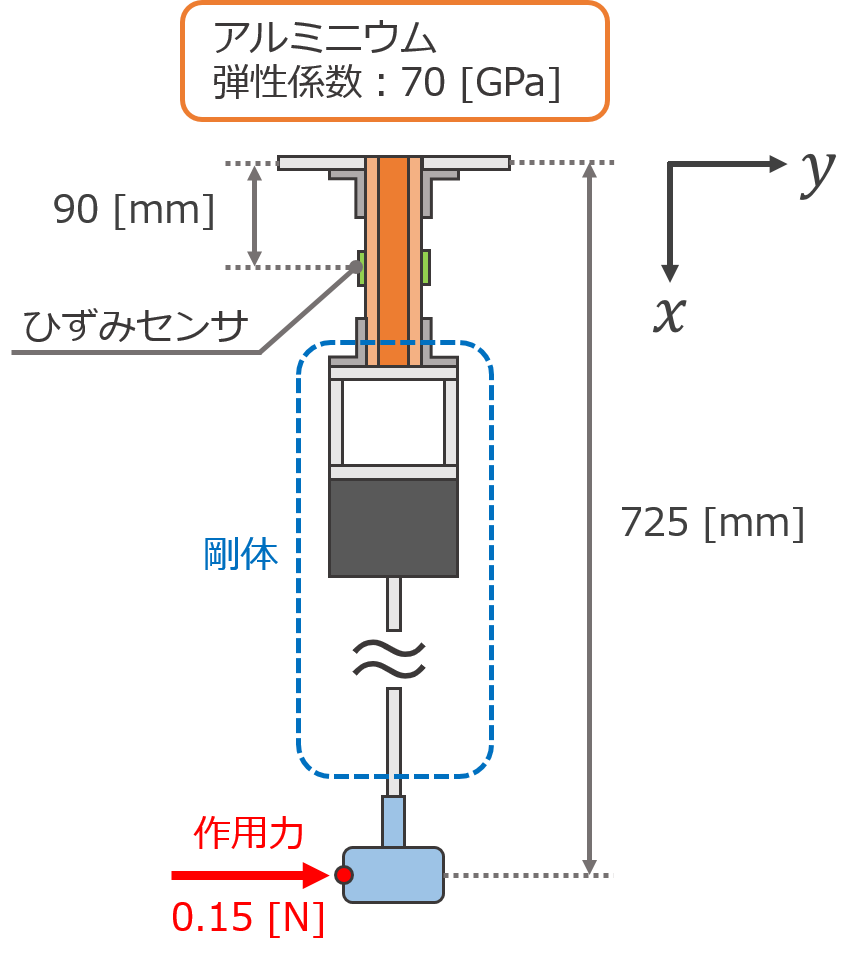 アルミニウム
弾性係数：70 [GPa]
90 [mm]
y
x
ひずみセンサ
725 [mm]
剛体
作用力
0.15 [N]